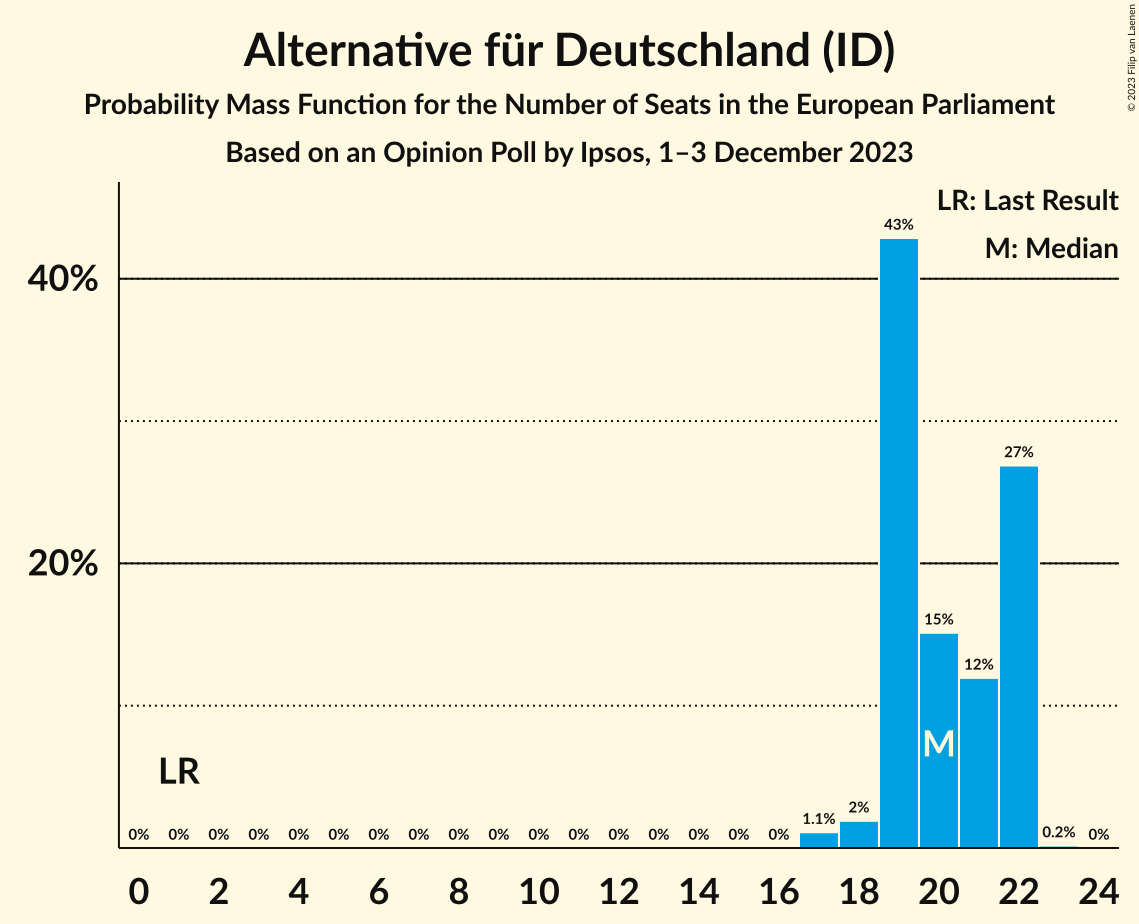 Alternative für Deutschland (ID)
Probability Mass Function for the Number of Seats in the European Parliament
Based on an Opinion Poll by Ipsos, 1–3 December 2023
© 2023 Filip van Laenen
LR: Last Result
M: Median
43%
40%
27%
20%
15%
12%
M
LR
0% 0% 0% 0% 0% 0% 0% 0% 0% 0% 0% 0% 0% 0% 0% 0% 0% 1.1% 2% 0.2% 0%
0 2 4 6 8 10 12 14 16 18 20 22 24